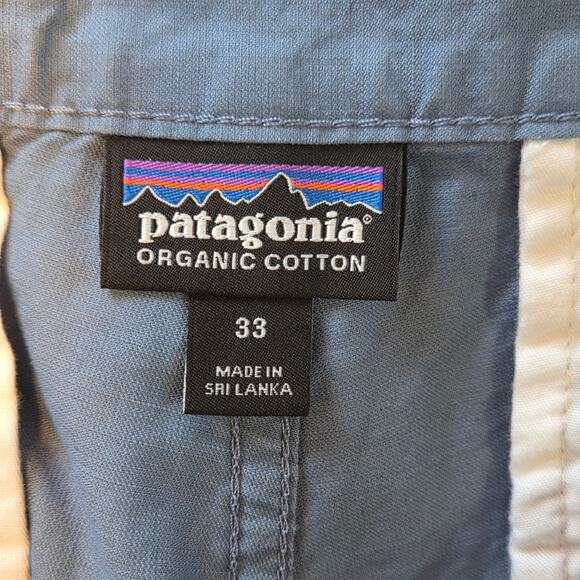 patagonia®
ORGANIC COTTON
33
MADE IN
SRI LANKA